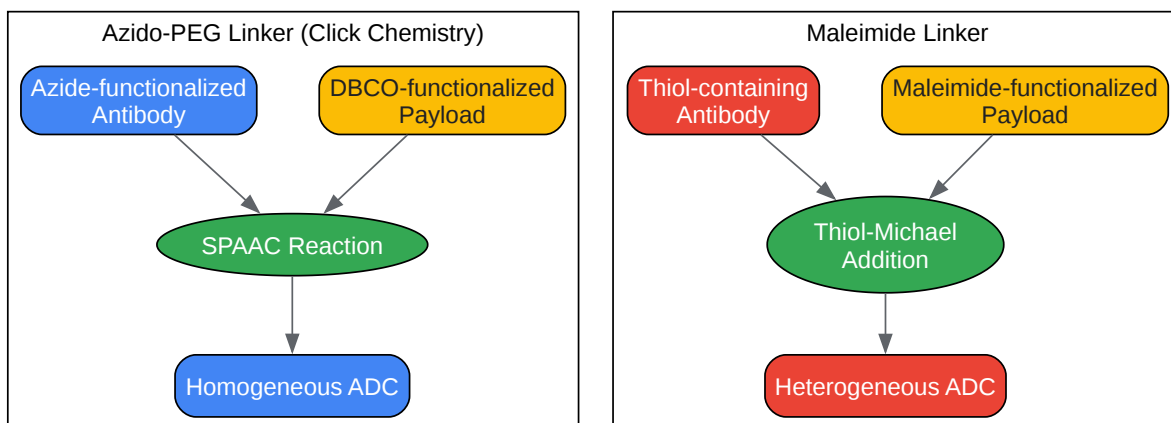 Azido-PEG Linker (Click Chemistry)
Azide-functionalized
Antibody
DBCO-functionalized
Payload
SPAAC Reaction
Homogeneous ADC
Maleimide Linker
Thiol-containing
Antibody
Maleimide-functionalized
Payload
Thiol-Michael
Addition
Heterogeneous ADC